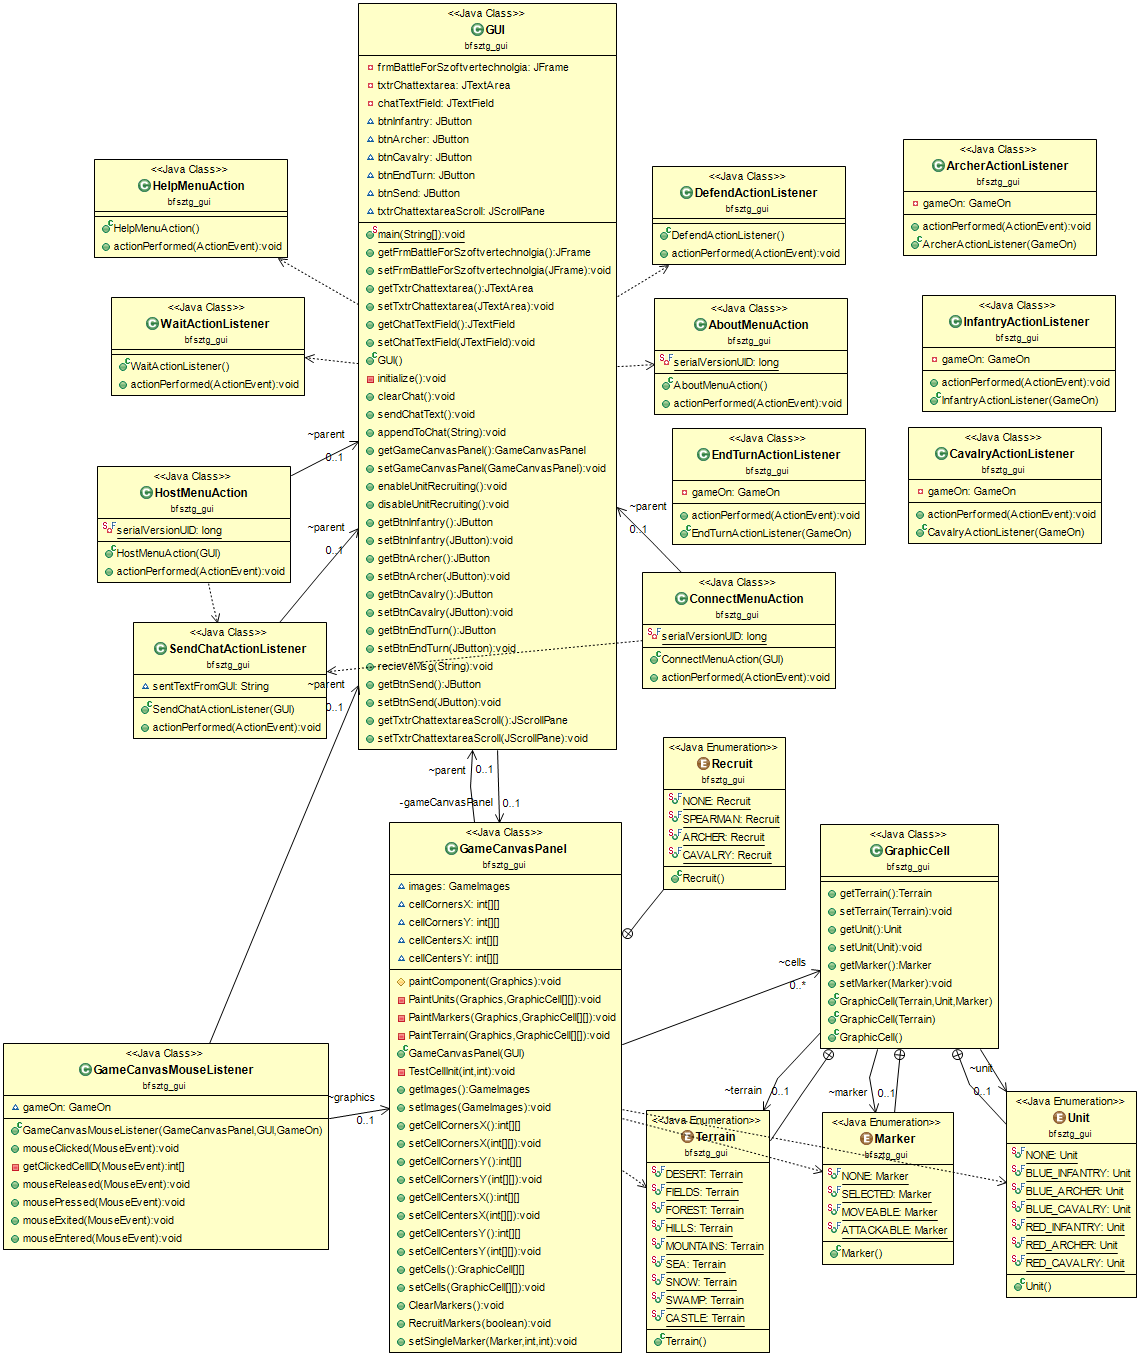 <<Java Class>>
GUI
bfsztg_gui
frmBattleForSzoftvertechnolgia: JFrame
txtrChattextarea: JTextArea
chatTextField: JTextField
btnInfantry: JButton
btnArcher: JButton
btnCavalry: JButton
btnEndTurn: JButton
btnSend: JButton
txtrChattextareaScroll: JScrollPane
main(String[]):void
getFrmBattleForSzoftvertechnolgia():JFrame
setFrmBattleForSzoftvertechnolgia(JFrame):void
getTxtrChattextarea():JTextArea
setTxtrChattextarea(JTextArea):void
getChatTextField():JTextField
setChatTextField(JTextField):void
GUI()
initialize():void
clearChat():void
sendChatText():void
appendToChat(String):void
getGameCanvasPanel():GameCanvasPanel
setGameCanvasPanel(GameCanvasPanel):void
enableUnitRecruiting():void
disableUnitRecruiting():void
getBtnInfantry():JButton
setBtnInfantry(JButton):void
getBtnArcher():JButton
setBtnArcher(JButton):void
getBtnCavalry():JButton
setBtnCavalry(JButton):void
getBtnEndTurn():JButton
setBtnEndTurn(JButton):void
recieveMsg(String):void
getBtnSend():JButton
setBtnSend(JButton):void
getTxtrChattextareaScroll():JScrollPane
setTxtrChattextareaScroll(JScrollPane):void
<<Java Class>>
HelpMenuAction
bfsztg_gui
HelpMenuAction()
actionPerformed(ActionEvent):void
<<Java Class>>
WaitActionListener
bfsztg_gui
WaitActionListener()
actionPerformed(ActionEvent):void
~parent
0..1
<<Java Class>>
HostMenuAction
bfsztg_gui
serialVersionUID: long
HostMenuAction(GUI)
actionPerformed(ActionEvent):void
~parent
0..1
<<Java Class>>
SendChatActionListener
bfsztg_gui
sentTextFromGUI: String
SendChatActionListener(GUI)
actionPerformed(ActionEvent):void
~parent
0..1
<<Java Class>>
DefendActionListener
bfsztg_gui
DefendActionListener()
actionPerformed(ActionEvent):void
<<Java Class>>
AboutMenuAction
bfsztg_gui
serialVersionUID: long
AboutMenuAction()
actionPerformed(ActionEvent):void
<<Java Class>>
EndTurnActionListener
bfsztg_gui
gameOn: GameOn
actionPerformed(ActionEvent):void
EndTurnActionListener(GameOn)
~parent
0..1
<<Java Class>>
ConnectMenuAction
bfsztg_gui
serialVersionUID: long
ConnectMenuAction(GUI)
actionPerformed(ActionEvent):void
<<Java Class>>
ArcherActionListener
bfsztg_gui
gameOn: GameOn
actionPerformed(ActionEvent):void
ArcherActionListener(GameOn)
<<Java Class>>
InfantryActionListener
bfsztg_gui
gameOn: GameOn
actionPerformed(ActionEvent):void
InfantryActionListener(GameOn)
<<Java Class>>
CavalryActionListener
bfsztg_gui
gameOn: GameOn
actionPerformed(ActionEvent):void
CavalryActionListener(GameOn)
~parent
0..1
-gameCanvasPanel
0..1
<<Java Enumeration>>
Recruit
bfsztg_gui
NONE: Recruit
SPEARMAN: Recruit
ARCHER: Recruit
CAVALRY: Recruit
Recruit()
<<Java Class>>
GameCanvasPanel
bfsztg_gui
images: GameImages
cellCornersX: int[][]
cellCornersY: int[][]
cellCentersX: int[][]
cellCentersY: int[][]
paintComponent(Graphics):void
PaintUnits(Graphics,GraphicCell[][]):void
PaintMarkers(Graphics,GraphicCell[][]):void
PaintTerrain(Graphics,GraphicCell[][]):void
GameCanvasPanel(GUI)
TestCellInit(int,int):void
getImages():GameImages
setImages(GameImages):void
getCellCornersX():int[][]
setCellCornersX(int[][]):void
getCellCornersY():int[][]
setCellCornersY(int[][]):void
getCellCentersX():int[][]
setCellCentersX(int[][]):void
getCellCentersY():int[][]
setCellCentersY(int[][]):void
getCells():GraphicCell[][]
setCells(GraphicCell[][]):void
ClearMarkers():void
RecruitMarkers(boolean):void
setSingleMarker(Marker,int,int):void
<<Java Class>>
GameCanvasMouseListener
bfsztg_gui
gameOn: GameOn
GameCanvasMouseListener(GameCanvasPanel,GUI,GameOn)
mouseClicked(MouseEvent):void
getClickedCellID(MouseEvent):int[]
mouseReleased(MouseEvent):void
mousePressed(MouseEvent):void
mouseExited(MouseEvent):void
mouseEntered(MouseEvent):void
~graphics
0..1
~cells
0..*
<<Java Class>>
GraphicCell
bfsztg_gui
getTerrain():Terrain
setTerrain(Terrain):void
getUnit():Unit
setUnit(Unit):void
getMarker():Marker
setMarker(Marker):void
GraphicCell(Terrain,Unit,Marker)
GraphicCell(Terrain)
GraphicCell()
~terrain
0..1
~marker
0..1
~unit
0..1
<<Java Enumeration>>
Terrain
bfsztg_gui
DESERT: Terrain
FIELDS: Terrain
FOREST: Terrain
HILLS: Terrain
MOUNTAINS: Terrain
SEA: Terrain
SNOW: Terrain
SWAMP: Terrain
CASTLE: Terrain
Terrain()
<<Java Enumeration>>
Marker
bfsztg_gui
NONE: Marker
SELECTED: Marker
MOVEABLE: Marker
ATTACKABLE: Marker
Marker()
<<Java Enumeration>>
Unit
bfsztg_gui
NONE: Unit
BLUE_INFANTRY: Unit
BLUE_ARCHER: Unit
BLUE_CAVALRY: Unit
RED_INFANTRY: Unit
RED_ARCHER: Unit
RED_CAVALRY: Unit
Unit()